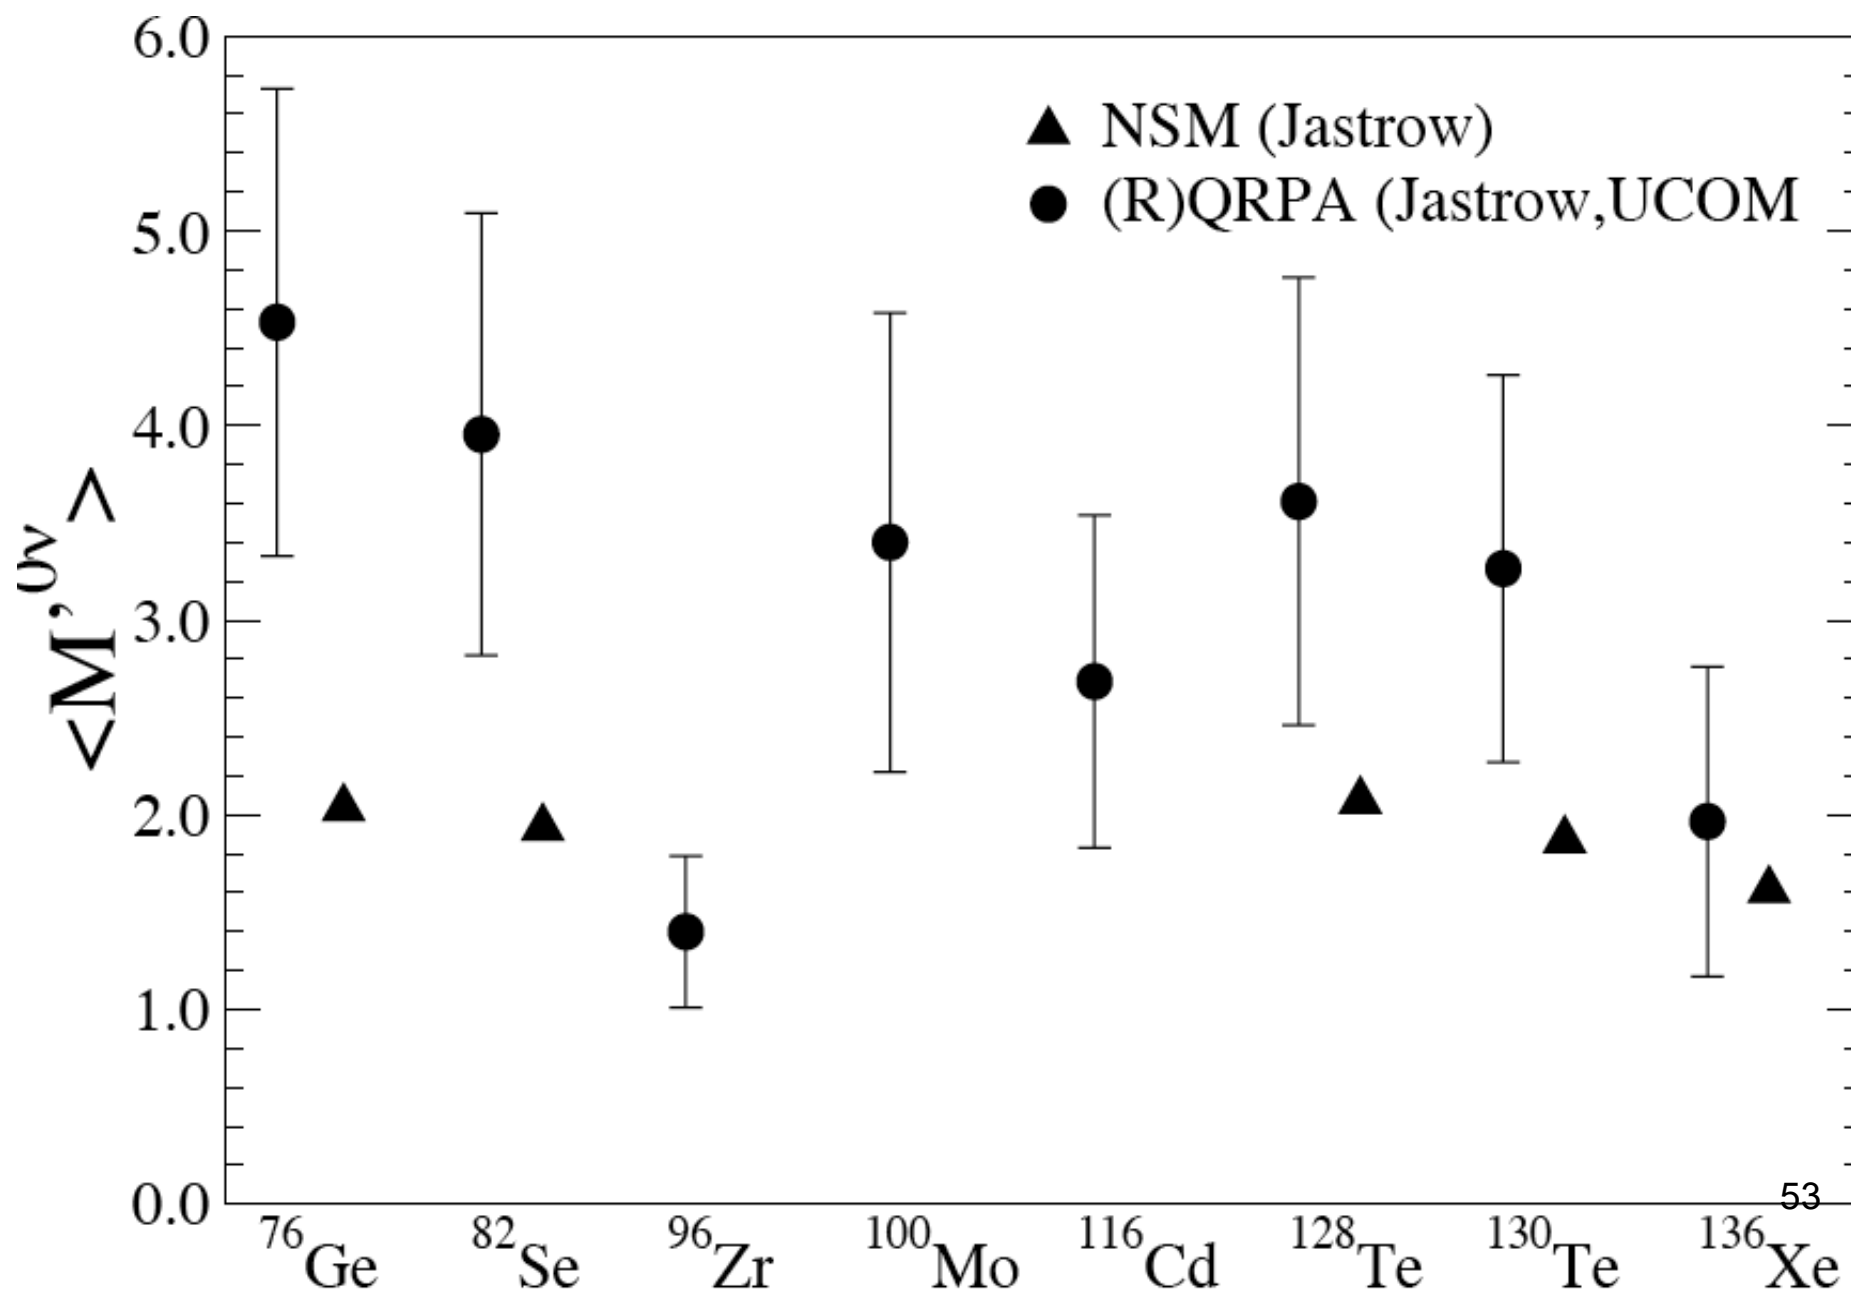 6.0
5.0
4.0
3.0
2.0
1.0
0.0
<M’,0ν>
NSM (Jastrow)
(R)QRPA (Jastrow,UCOM
53
76Ge 82Se 96Zr 100Mo 116Cd 128Te 130Te 136Xe